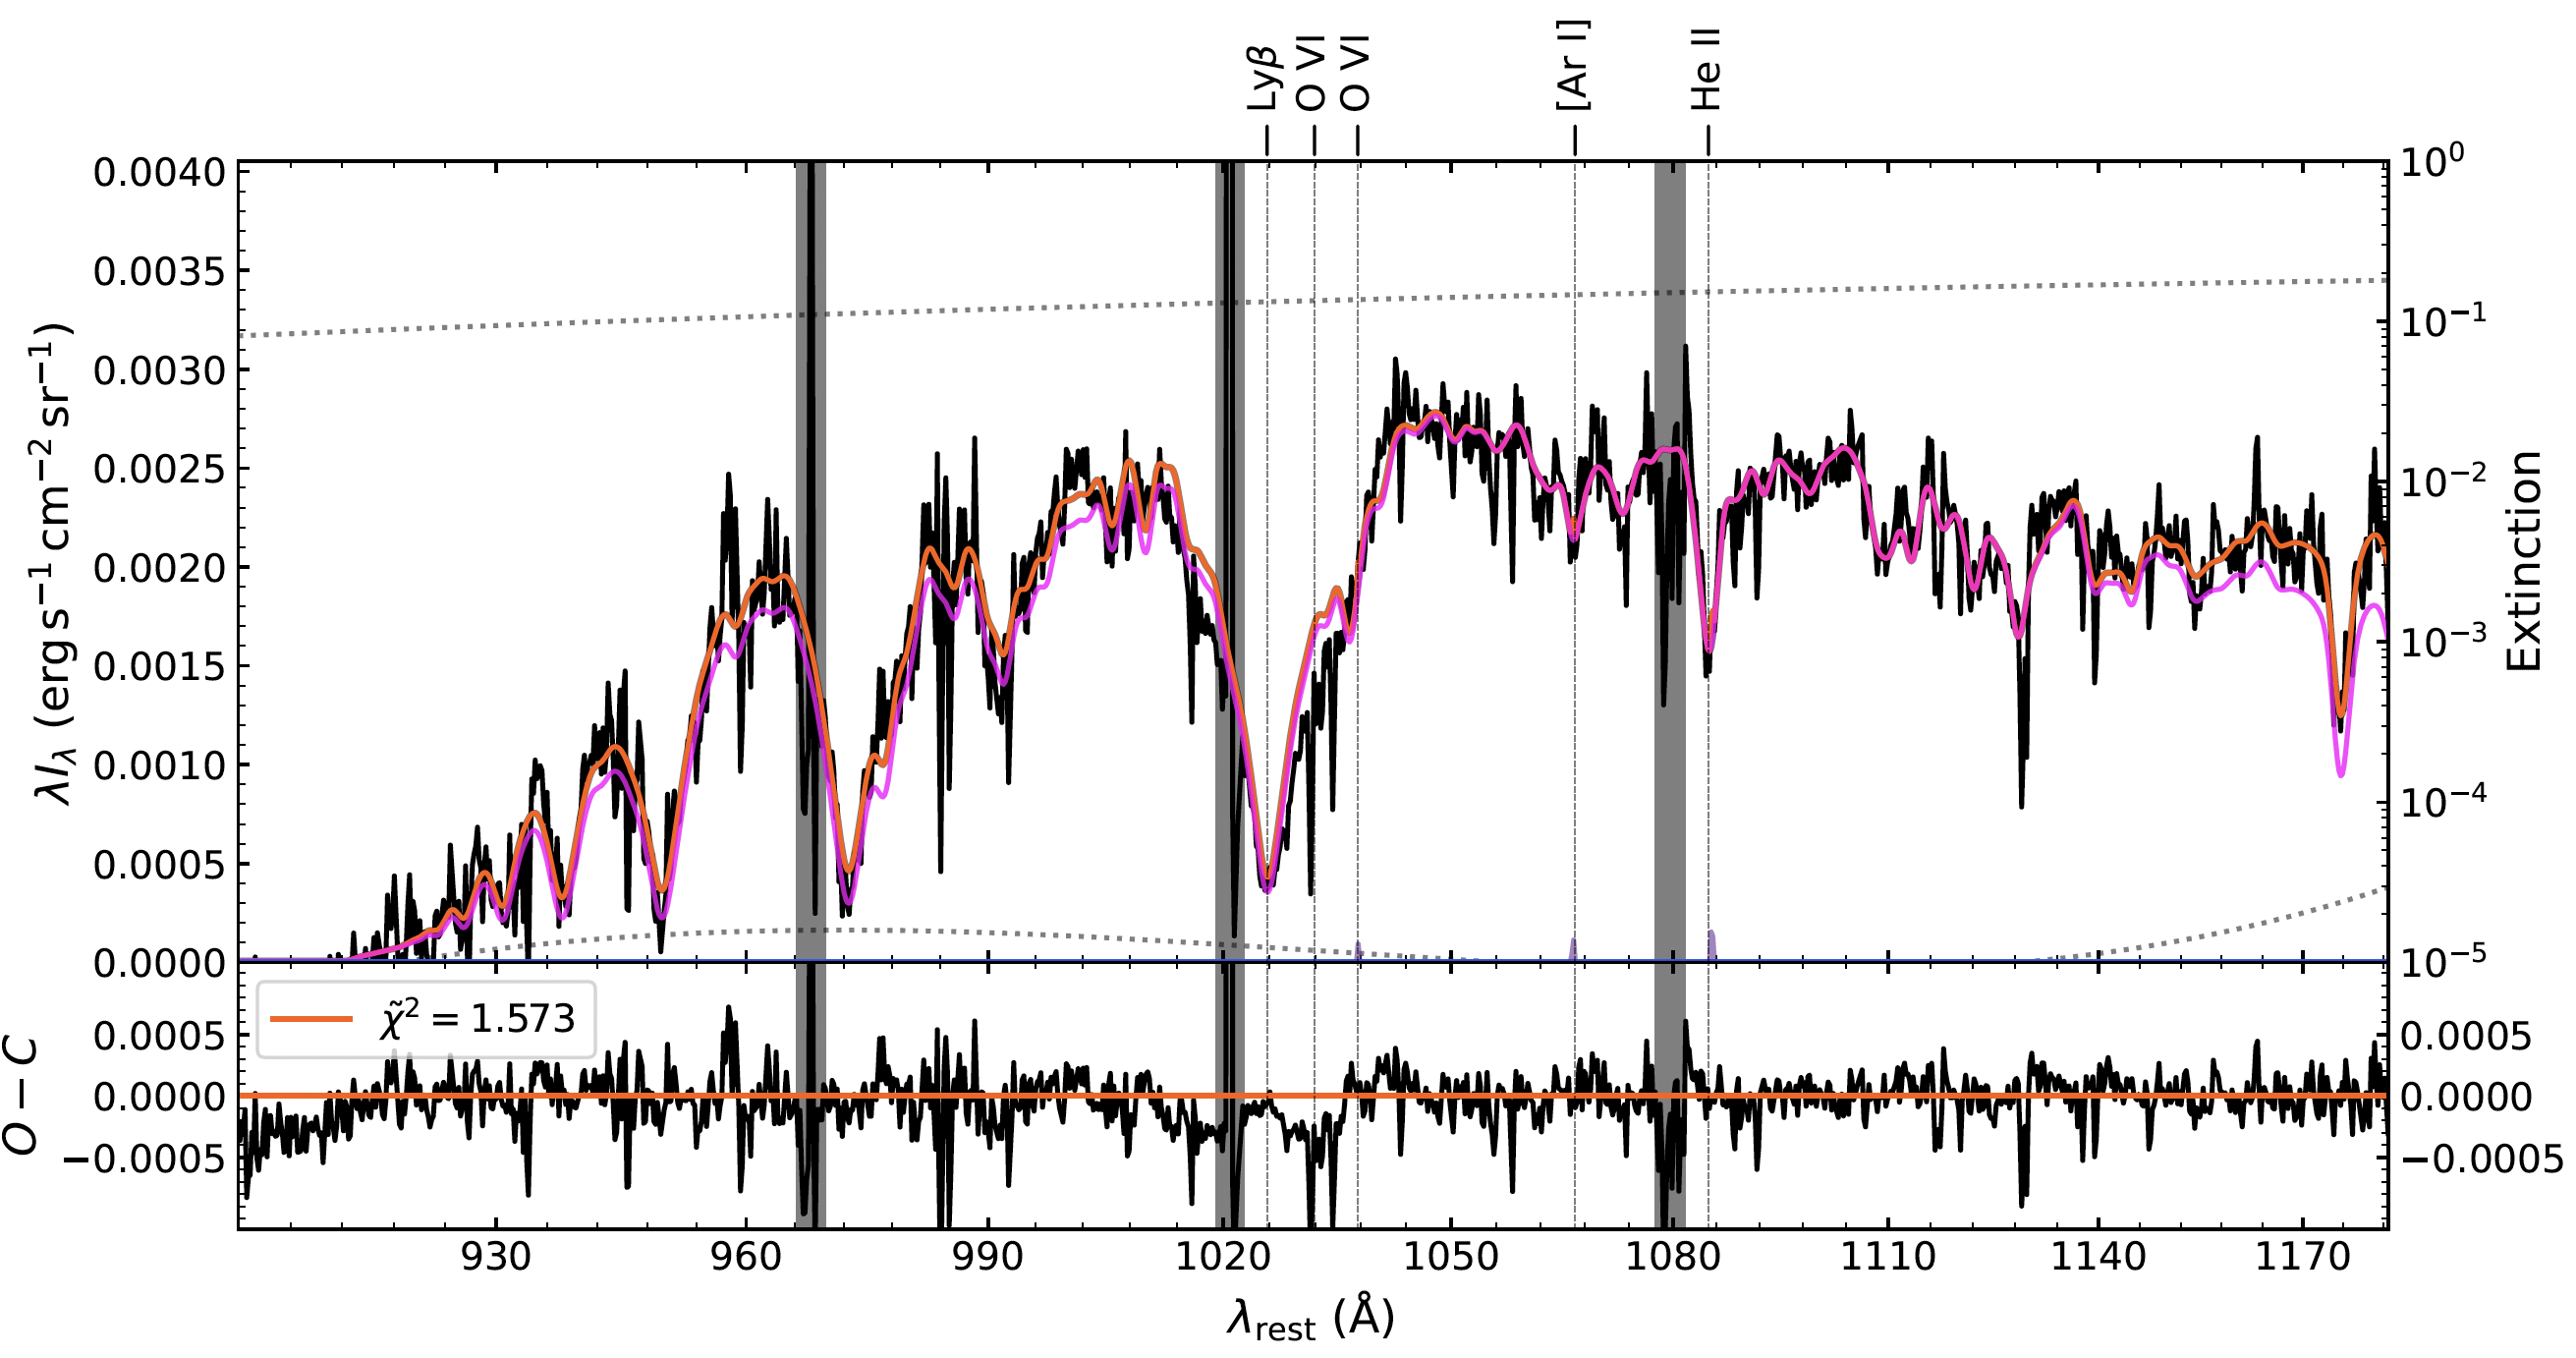 Lyβ
O VI
O VI
[Ar I]
He II
0.0040
0.0035
0.0030
0.0025
0.0020
0.0015
0.0010
0.0005
0.0000
λI_λ (erg s⁻¹ cm⁻² sr⁻¹)
10⁰
10⁻¹
10⁻²
10⁻³
10⁻⁴
10⁻⁵
Extinction
χ̃² = 1.573
0.0005
0.0000
−0.0005
O − C
0.0005
0.0000
−0.0005
930 960 990 1020 1050 1080 1110 1140 1170
λ_rest (Å)